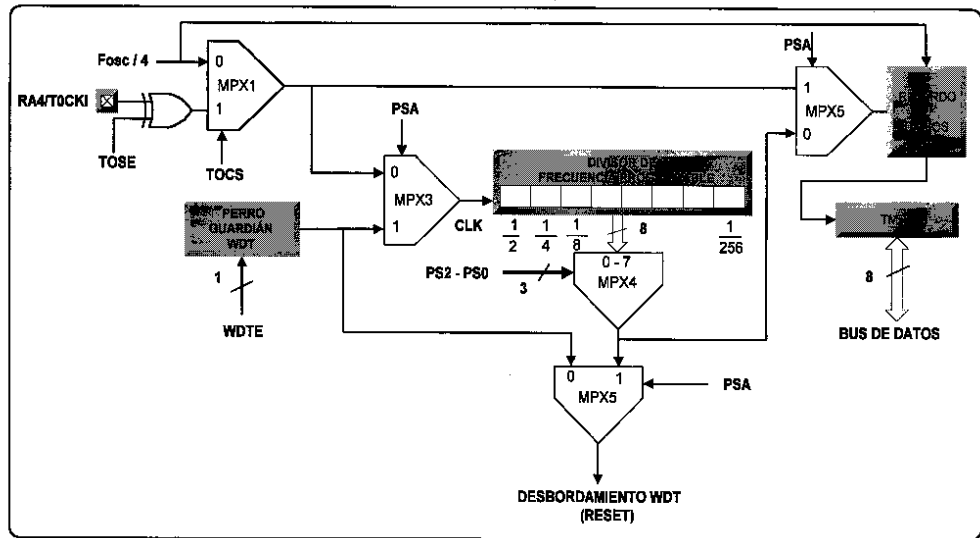 Fosc / 4
0
MPX1
1
RA4/T0CKI
TOSE
TOCS
PSA
0
MPX3
1
CLK
PERRO
GUARDIÁN
WDT
1
WDTE
DIVISOR DE
1/2
1/4
1/8
8
1/256
PS2 - PS0
3
0 - 7
MPX4
PSA
1
MPX5
0
8
BUS DE DATOS
0
1
MPX5
PSA
DESBORDAMIENTO WDT
(RESET)